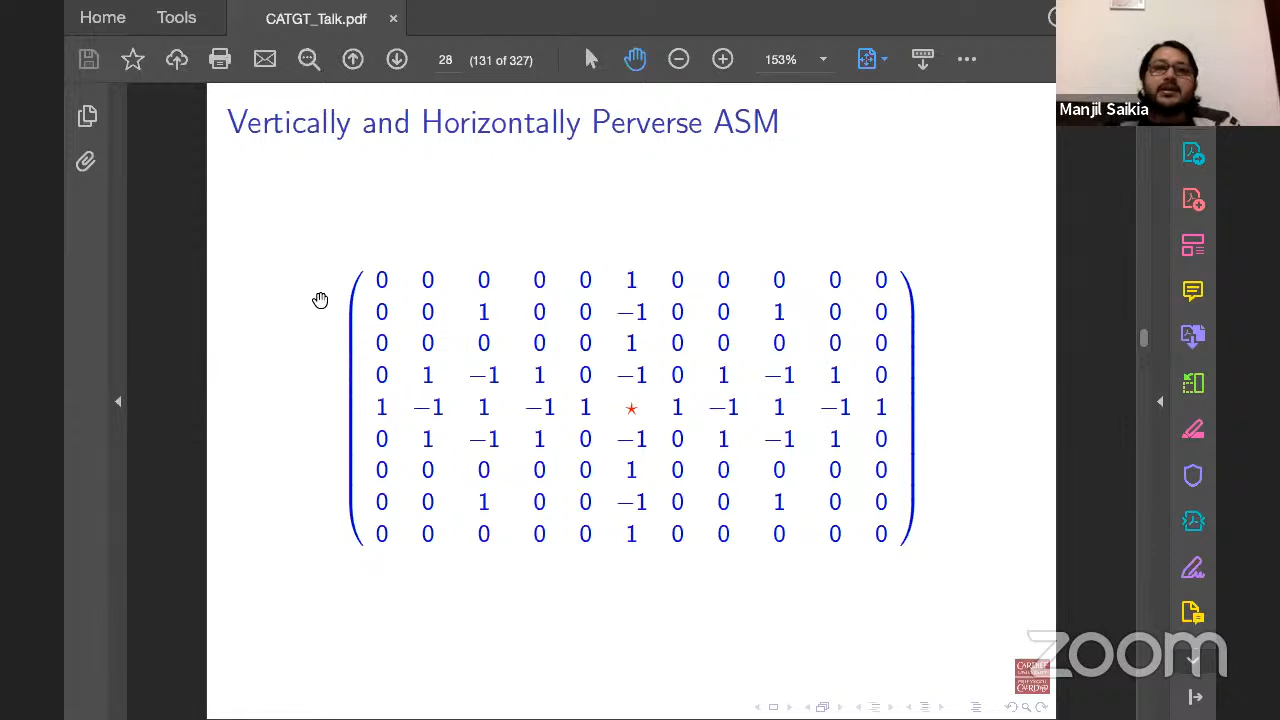 Home Tools CATGT_Talk.pdf ×
28 (131 of 327) 153%
Manjil Saikia
Vertically and Horizontally Perverse ASM
0 0 0 0 0 1 0 0 0 0 0
0 0 1 0 0 −1 0 0 1 0 0
0 0 0 0 0 1 0 0 0 0 0
0 1 −1 1 0 −1 0 1 −1 1 0
1 −1 1 −1 1 ⋆ 1 −1 1 −1 1
0 1 −1 1 0 −1 0 1 −1 1 0
0 0 0 0 0 1 0 0 0 0 0
0 0 1 0 0 −1 0 0 1 0 0
0 0 0 0 0 1 0 0 0 0 0
zoom
CARDIFF
UNIVERSITY
PRIFYSGOL
CAERDYDD